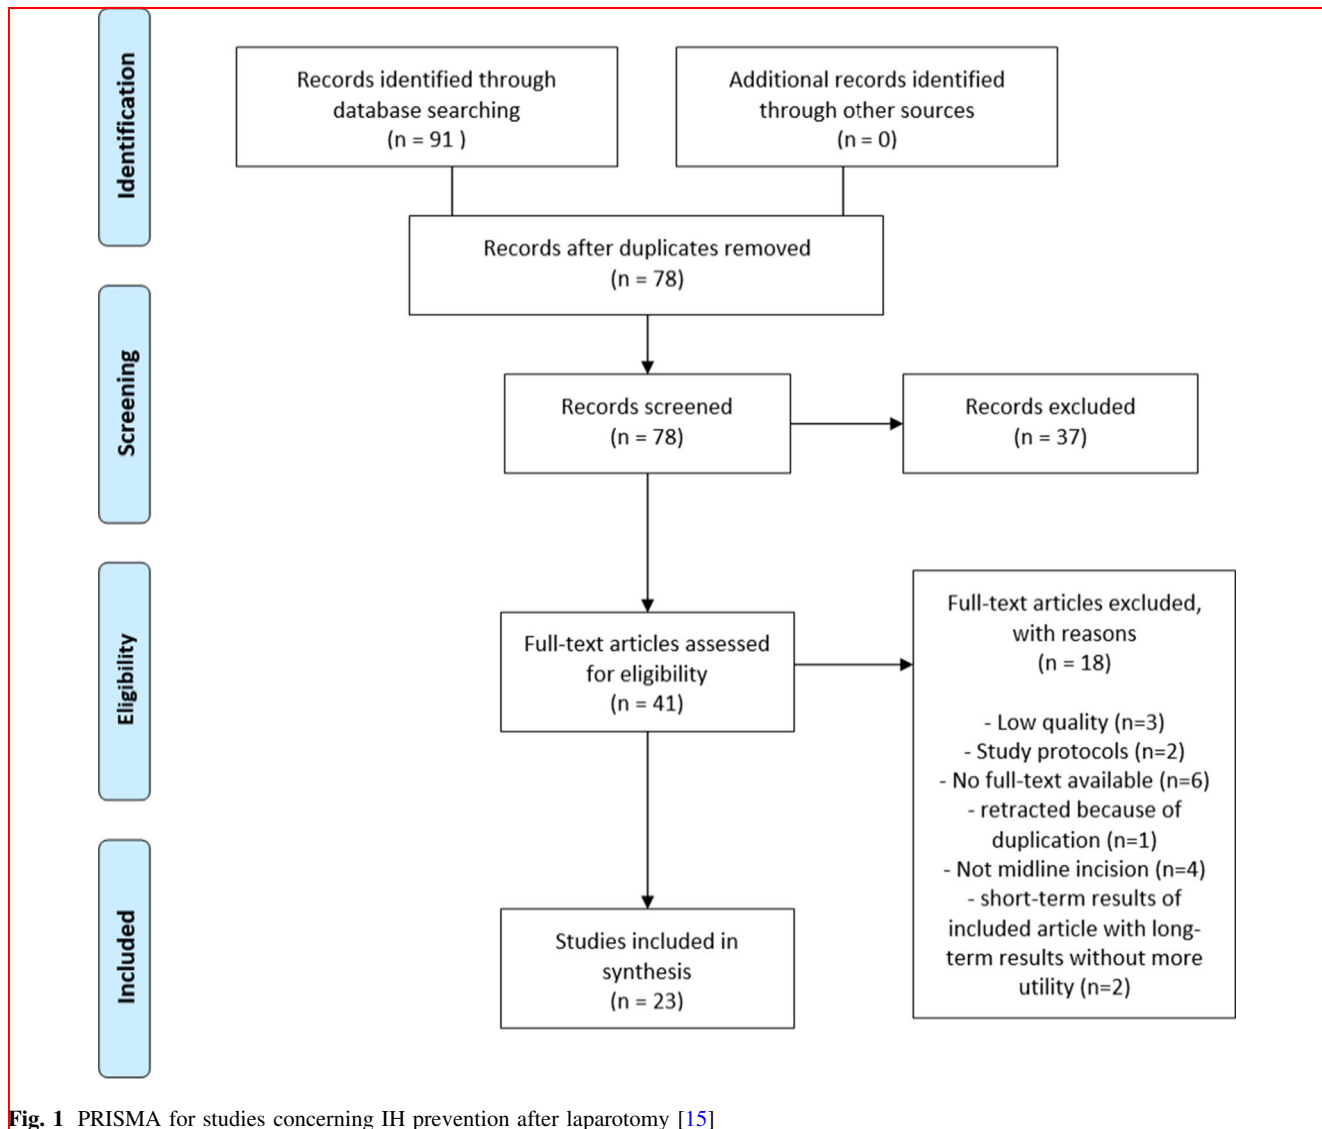 Identification
Records identified through
database searching
(n = 91 )
Additional records identified
through other sources
(n = 0)
Records after duplicates removed
(n = 78)
Screening
Records screened
(n = 78)
Records excluded
(n = 37)
Eligibility
Full-text articles assessed
for eligibility
(n = 41)
Full-text articles excluded,
with reasons
(n = 18)
- Low quality (n=3)
- Study protocols (n=2)
- No full-text available (n=6)
- retracted because of
duplication (n=1)
- Not midline incision (n=4)
- short-term results of
included article with long-
term results without more
utility (n=2)
Included
Studies included in
synthesis
(n = 23)
Fig. 1 PRISMA for studies concerning IH prevention after laparotomy [15]